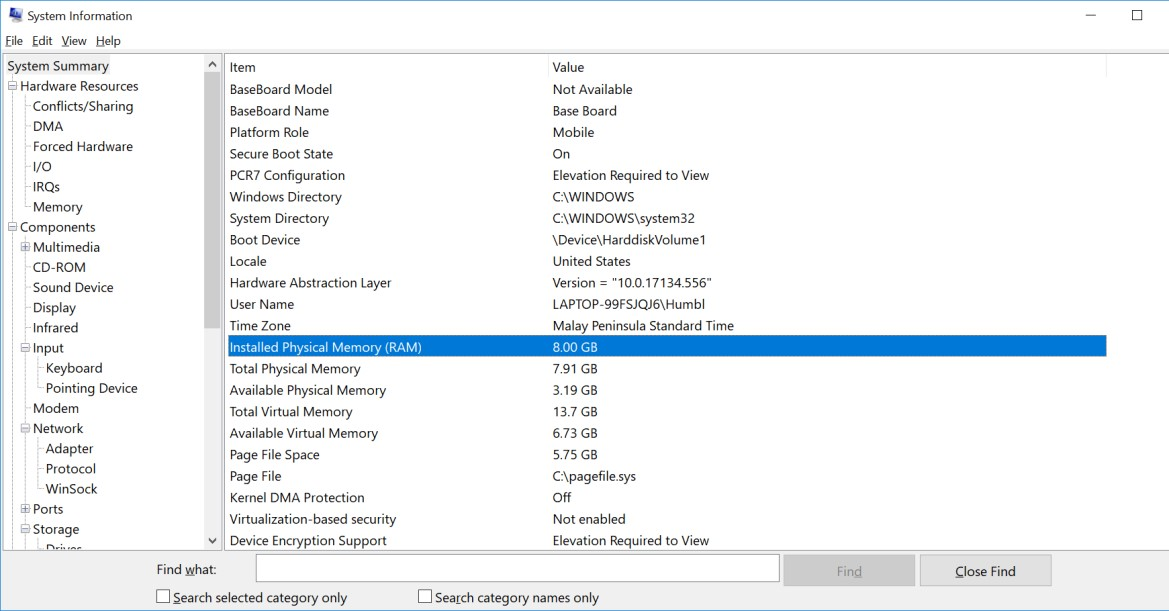 System Information
File Edit View Help
System Summary
Hardware Resources
Conflicts/Sharing
DMA
Forced Hardware
I/O
IRQs
Memory
Components
Multimedia
CD-ROM
Sound Device
Display
Infrared
Input
Keyboard
Pointing Device
Modem
Network
Adapter
Protocol
WinSock
Ports
Storage
Drives
Item Value
BaseBoard Model Not Available
BaseBoard Name Base Board
Platform Role Mobile
Secure Boot State On
PCR7 Configuration Elevation Required to View
Windows Directory C:\WINDOWS
System Directory C:\WINDOWS\system32
Boot Device \Device\HarddiskVolume1
Locale United States
Hardware Abstraction Layer Version = "10.0.17134.556"
User Name LAPTOP-99FSJQJ6\Humbl
Time Zone Malay Peninsula Standard Time
Installed Physical Memory (RAM) 8.00 GB
Total Physical Memory 7.91 GB
Available Physical Memory 3.19 GB
Total Virtual Memory 13.7 GB
Available Virtual Memory 6.73 GB
Page File Space 5.75 GB
Page File C:\pagefile.sys
Kernel DMA Protection Off
Virtualization-based security Not enabled
Device Encryption Support Elevation Required to View
Find what: Find Close Find
Search selected category only Search category names only